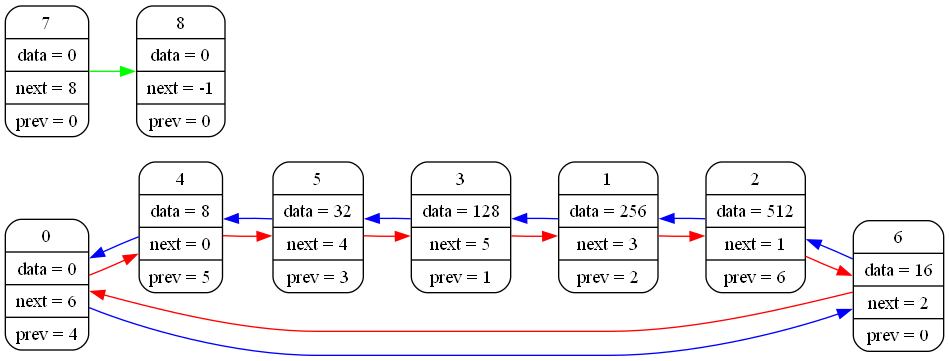 7
data = 0
next = 8
prev = 0
8
data = 0
next = -1
prev = 0
0
data = 0
next = 6
prev = 4
4
data = 8
next = 0
prev = 5
5
data = 32
next = 4
prev = 3
3
data = 128
next = 5
prev = 1
1
data = 256
next = 3
prev = 2
2
data = 512
next = 1
prev = 6
6
data = 16
next = 2
prev = 0